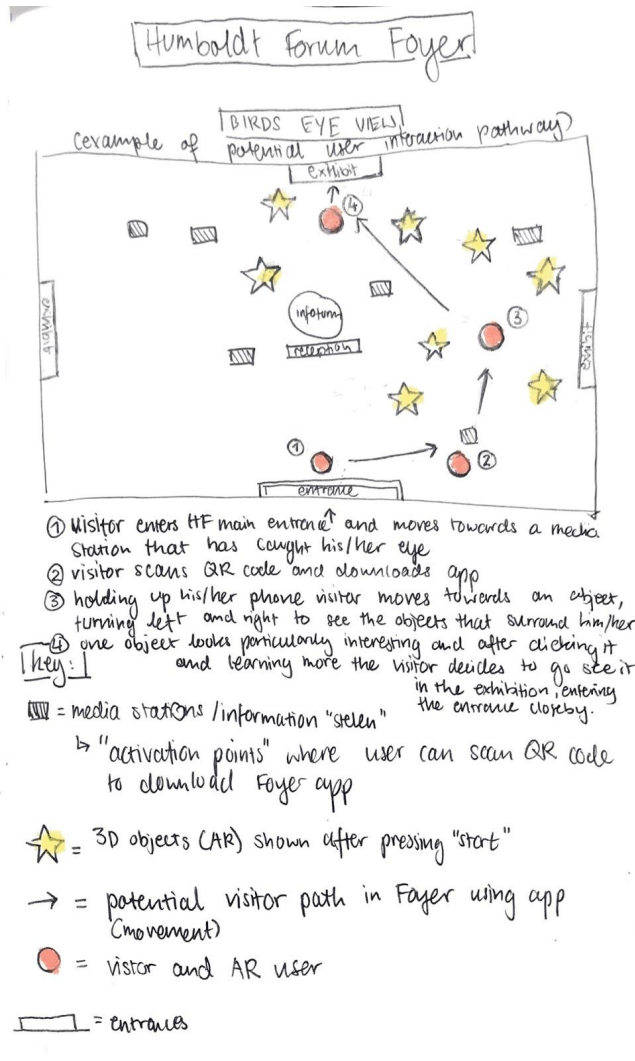 Humboldt Forum Foyer
BIRDS EYE VIEW
(example of potential user interaction pathway)
exhibit
④
infoturm
③
reception
exhibit
exhibit
①
②
entrance
① Visitor enters HF main entrance↑ and moves towards a media
station that has caught his/her eye
② visitor scans QR code and downloads app
③ holding up his/her phone visitor moves towards an object,
turning left and right to see the objects that surround him/her
④ one object looks particularly interesting and after clicking it
and learning more the visitor decides to go see it
in the exhibition, entering
the entrance closeby.
key:
= media stations /information "stelen"
↳ "activation points" where user can scan QR code
to download Foyer app
= 3D objects (AR) shown after pressing "start"
→ = potential visitor path in Foyer using app
(movement)
= vistor and AR user
= entrances